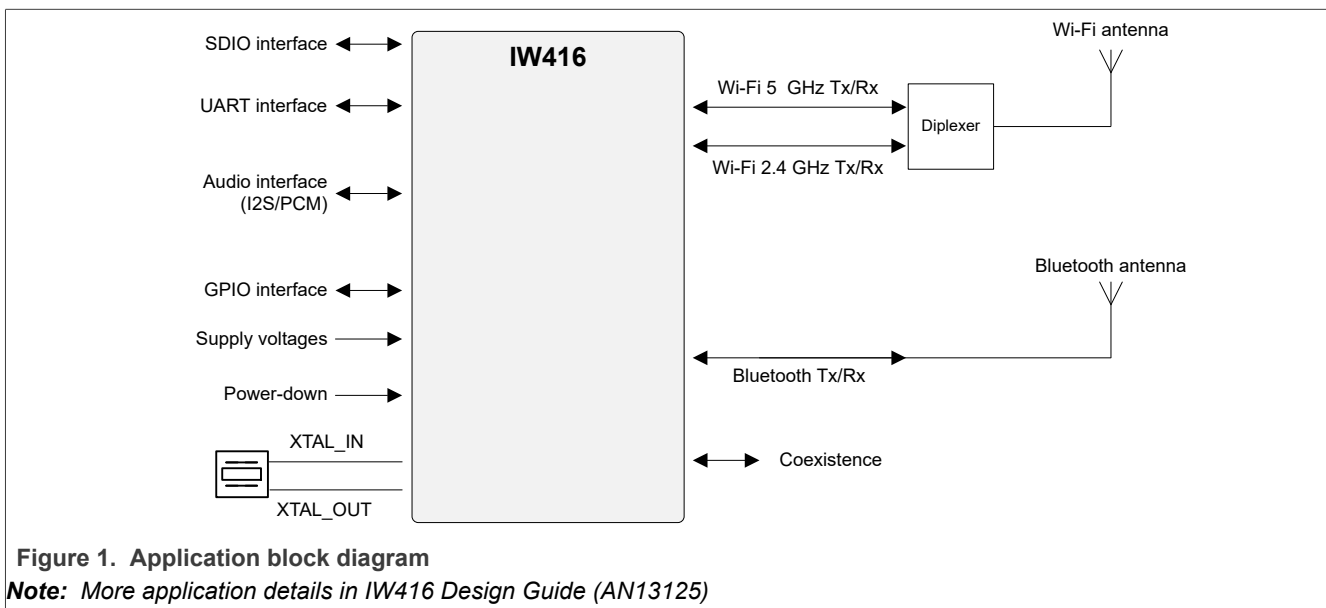 IW416
SDIO interface
UART interface
Audio interface
(I2S/PCM)
GPIO interface
Supply voltages
Power-down
XTAL_IN
XTAL_OUT
Wi-Fi antenna
Wi-Fi 5 GHz Tx/Rx
Diplexer
Wi-Fi 2.4 GHz Tx/Rx
Bluetooth antenna
Bluetooth Tx/Rx
Coexistence
Figure 1. Application block diagram
Note: More application details in IW416 Design Guide (AN13125)